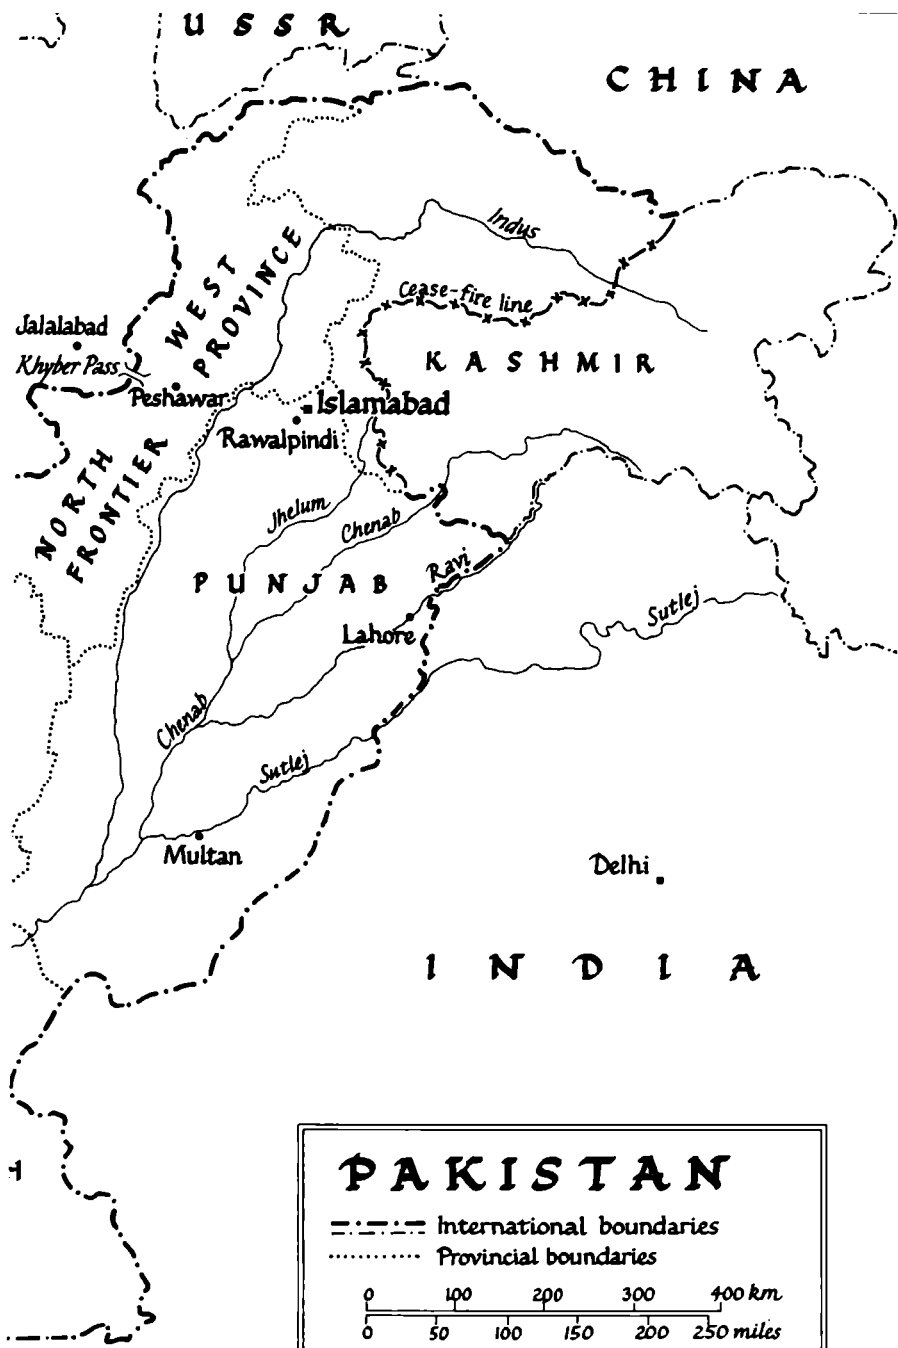 USSR
CHINA
Indus
WEST
PROVINCE
Cease-fire line
Jalalabad
Khyber Pass
KASHMIR
Peshawar
Islamabad
Rawalpindi
NORTH
FRONTIER
Jhelum
Chenab
PUNJAB
Ravi
Lahore
Sutlej
Chenab
Sutlej
Multan
Delhi
INDIA
H
PAKISTAN
International boundaries
Provincial boundaries
0 100 200 300 400 km
0 50 100 150 200 250 miles